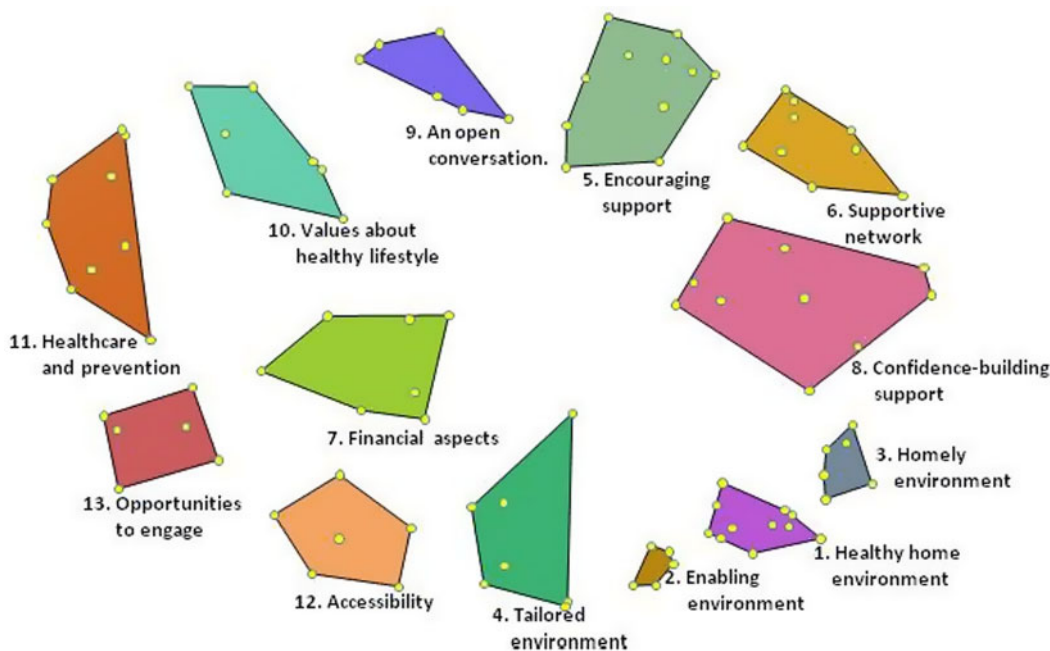 9. An open
conversation.
5. Encouraging
support
6. Supportive
network
10. Values about
healthy lifestyle
11. Healthcare
and prevention
8. Confidence-building
support
7. Financial aspects
3. Homely
environment
13. Opportunities
to engage
1. Healthy home
environment
2. Enabling
environment
12. Accessibility
4. Tailored
environment